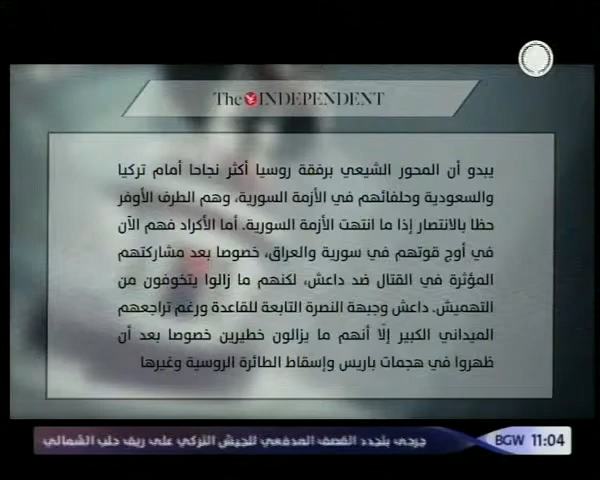 The INDEPENDENT
يبدو أن المحور الشيعي برفقة روسيا أكثر نجاحا أمام تركيا
والسعودية وحلفائهم في الأزمة السورية، وهم الطرف الأوفر
حظا بالانتصار إذا ما انتهت الأزمة السورية. أما الأكراد فهم الآن
في أوج قوتهم في سورية والعراق، خصوصا بعد مشاركتهم
المؤثرة في القتال ضد داعش، لكنهم ما زالوا يتخوفون من
التهميش. داعش وجبهة النصرة التابعة للقاعدة ورغم تراجعهم
الميداني الكبير إلّا أنهم ما يزالون خطيرين خصوصا بعد أن
ظهروا في هجمات باريس وإسقاط الطائرة الروسية وغيرها
جرحى بتجدد القصف المدفعي للجيش التركي على ريف حلب الشمالي
BGW 11:04